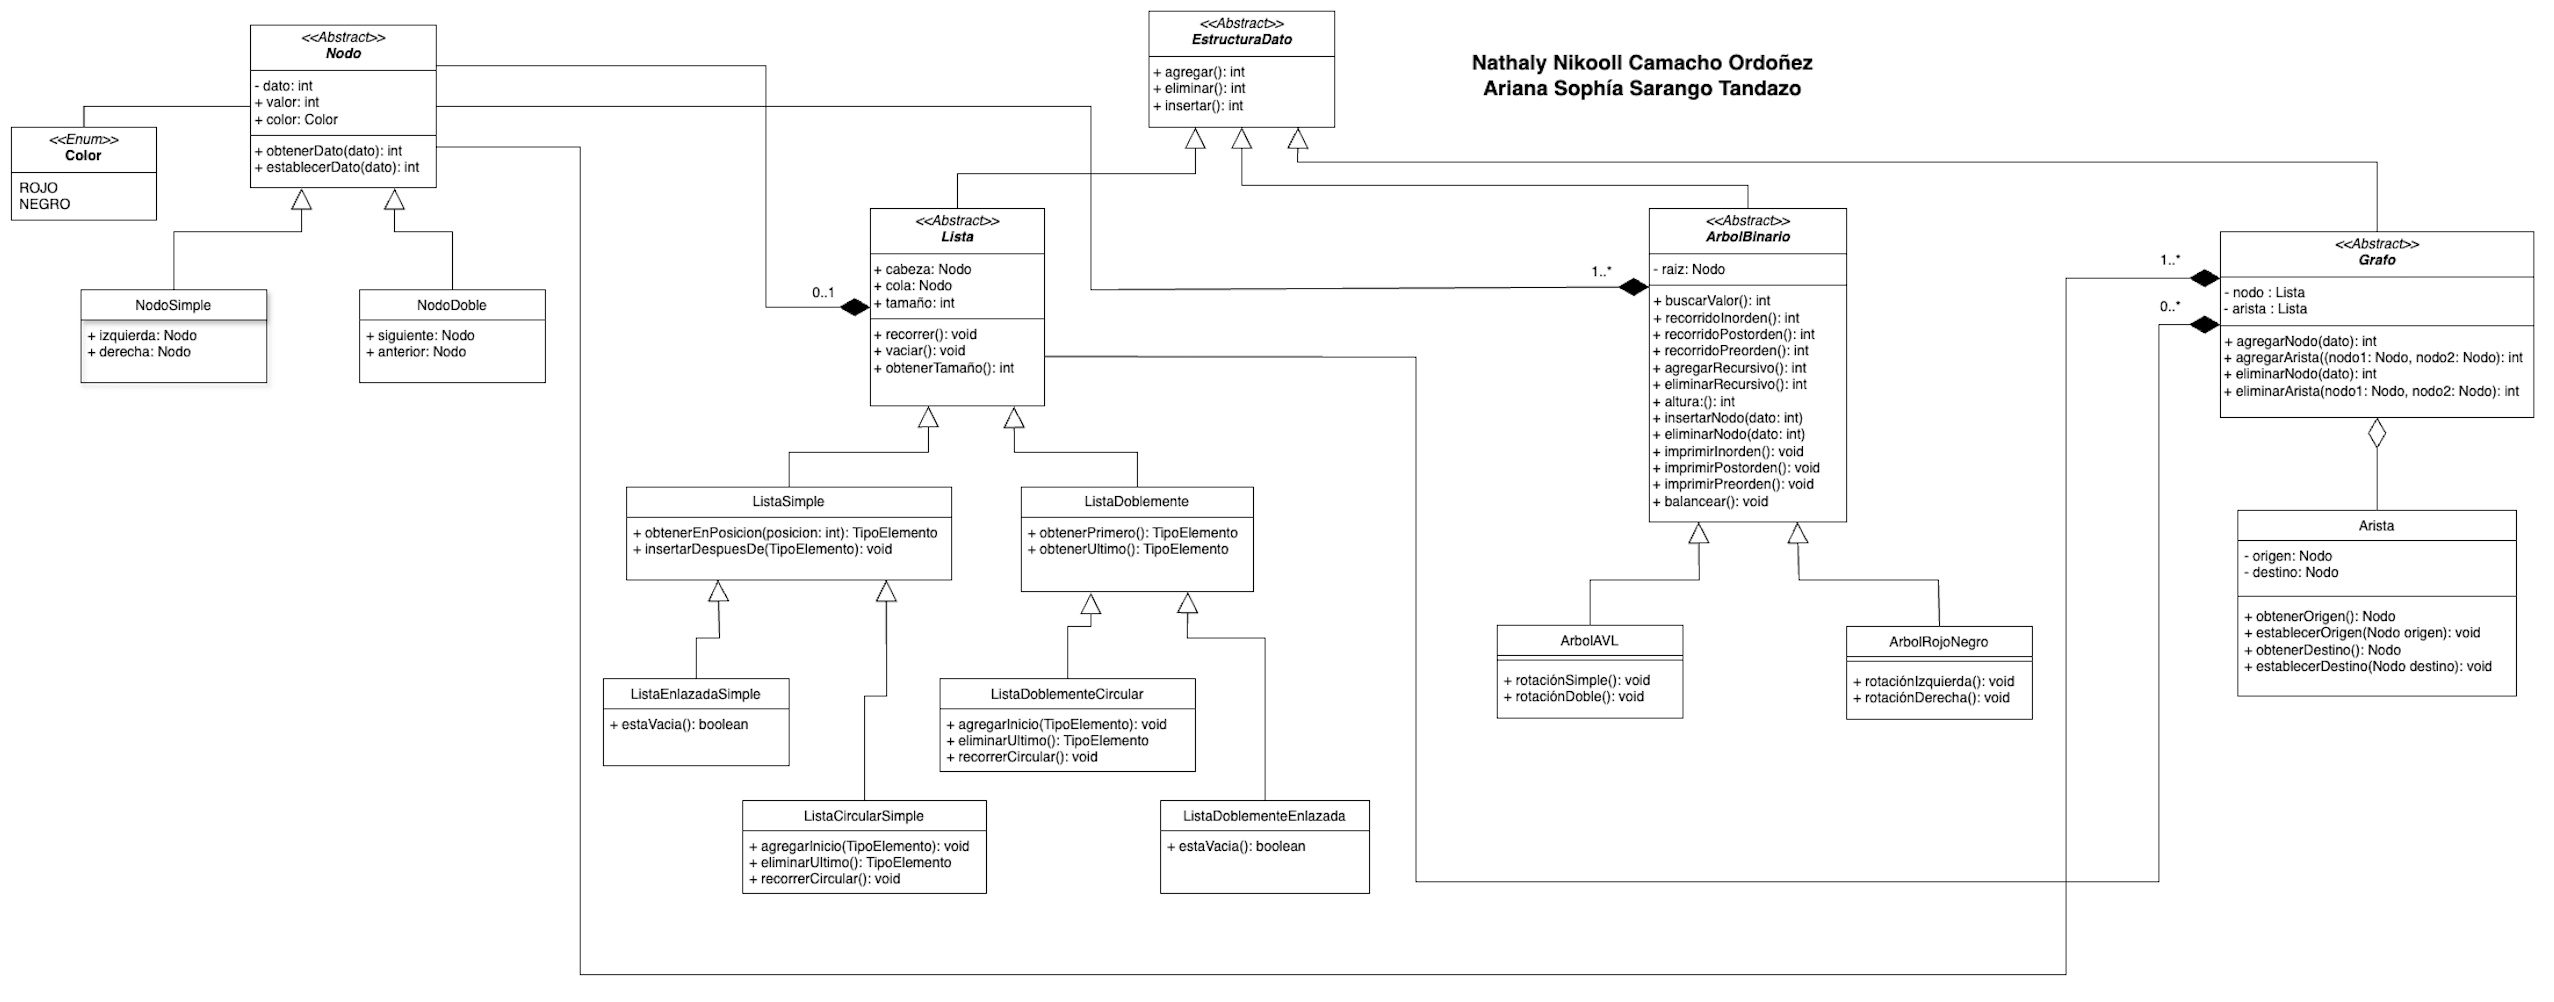 <<Abstract>>
Nodo
- dato: int
+ valor: int
+ color: Color
+ obtenerDato(dato): int
+ establecerDato(dato): int
<<Enum>>
Color
ROJO
NEGRO
NodoSimple
+ izquierda: Nodo
+ derecha: Nodo
NodoDoble
+ siguiente: Nodo
+ anterior: Nodo
<<Abstract>>
EstructuraDato
+ agregar(): int
+ eliminar(): int
+ insertar(): int
Nathaly Nikooll Camacho Ordoñez
Ariana Sophía Sarango Tandazo
0..1
<<Abstract>>
Lista
+ cabeza: Nodo
+ cola: Nodo
+ tamaño: int
+ recorrer(): void
+ vaciar(): void
+ obtenerTamaño(): int
1..*
<<Abstract>>
ArbolBinario
- raiz: Nodo
+ buscarValor(): int
+ recorridoInorden(): int
+ recorridoPostorden(): int
+ recorridoPreorden(): int
+ agregarRecursivo(): int
+ eliminarRecursivo(): int
+ altura:(): int
+ insertarNodo(dato: int)
+ eliminarNodo(dato: int)
+ imprimirInorden(): void
+ imprimirPostorden(): void
+ imprimirPreorden(): void
+ balancear(): void
1..*
0..*
<<Abstract>>
Grafo
- nodo : Lista
- arista : Lista
+ agregarNodo(dato): int
+ agregarArista((nodo1: Nodo, nodo2: Nodo): int
+ eliminarNodo(dato): int
+ eliminarArista(nodo1: Nodo, nodo2: Nodo): int
ListaSimple
+ obtenerEnPosicion(posicion: int): TipoElemento
+ insertarDespuesDe(TipoElemento): void
ListaDoblemente
+ obtenerPrimero(): TipoElemento
+ obtenerUltimo(): TipoElemento
Arista
- origen: Nodo
- destino: Nodo
+ obtenerOrigen(): Nodo
+ establecerOrigen(Nodo origen): void
+ obtenerDestino(): Nodo
+ establecerDestino(Nodo destino): void
ArbolAVL
+ rotaciónSimple(): void
+ rotaciónDoble(): void
ArbolRojoNegro
+ rotaciónIzquierda(): void
+ rotaciónDerecha(): void
ListaEnlazadaSimple
+ estaVacia(): boolean
ListaDoblementeCircular
+ agregarInicio(TipoElemento): void
+ eliminarUltimo(): TipoElemento
+ recorrerCircular(): void
ListaCircularSimple
+ agregarInicio(TipoElemento): void
+ eliminarUltimo(): TipoElemento
+ recorrerCircular(): void
ListaDoblementeEnlazada
+ estaVacia(): boolean